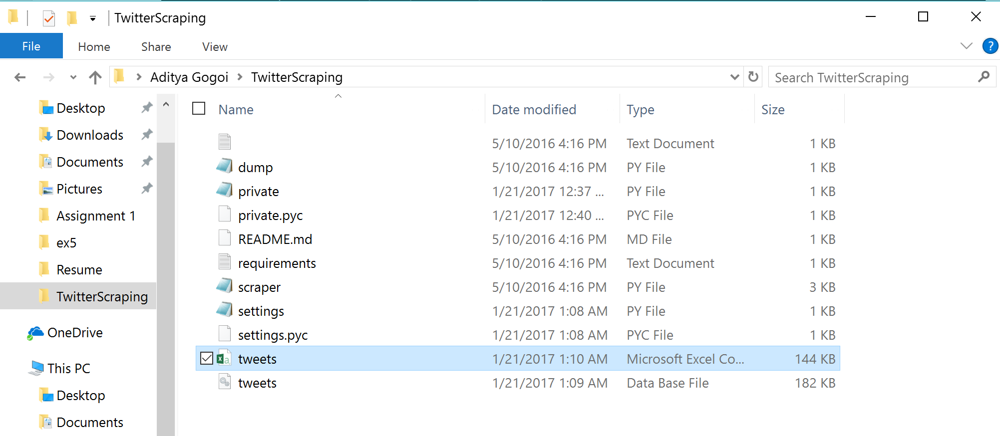 TwitterScraping
File Home Share View ?
Aditya Gogoi TwitterScraping Search TwitterScraping
Desktop
Downloads
Documents
Pictures
Assignment 1
ex5
Resume
TwitterScraping
OneDrive
This PC
Desktop
Documents
Name Date modified Type Size
5/10/2016 4:16 PM Text Document 1 KB
dump 5/10/2016 4:16 PM PY File 1 KB
private 1/21/2017 12:37 ... PY File 1 KB
private.pyc 1/21/2017 12:40 ... PYC File 1 KB
README.md 5/10/2016 4:16 PM MD File 1 KB
requirements 5/10/2016 4:16 PM Text Document 1 KB
scraper 5/10/2016 4:16 PM PY File 3 KB
settings 1/21/2017 1:08 AM PY File 1 KB
settings.pyc 1/21/2017 1:08 AM PYC File 1 KB
tweets 1/21/2017 1:10 AM Microsoft Excel Co... 144 KB
tweets 1/21/2017 1:09 AM Data Base File 182 KB